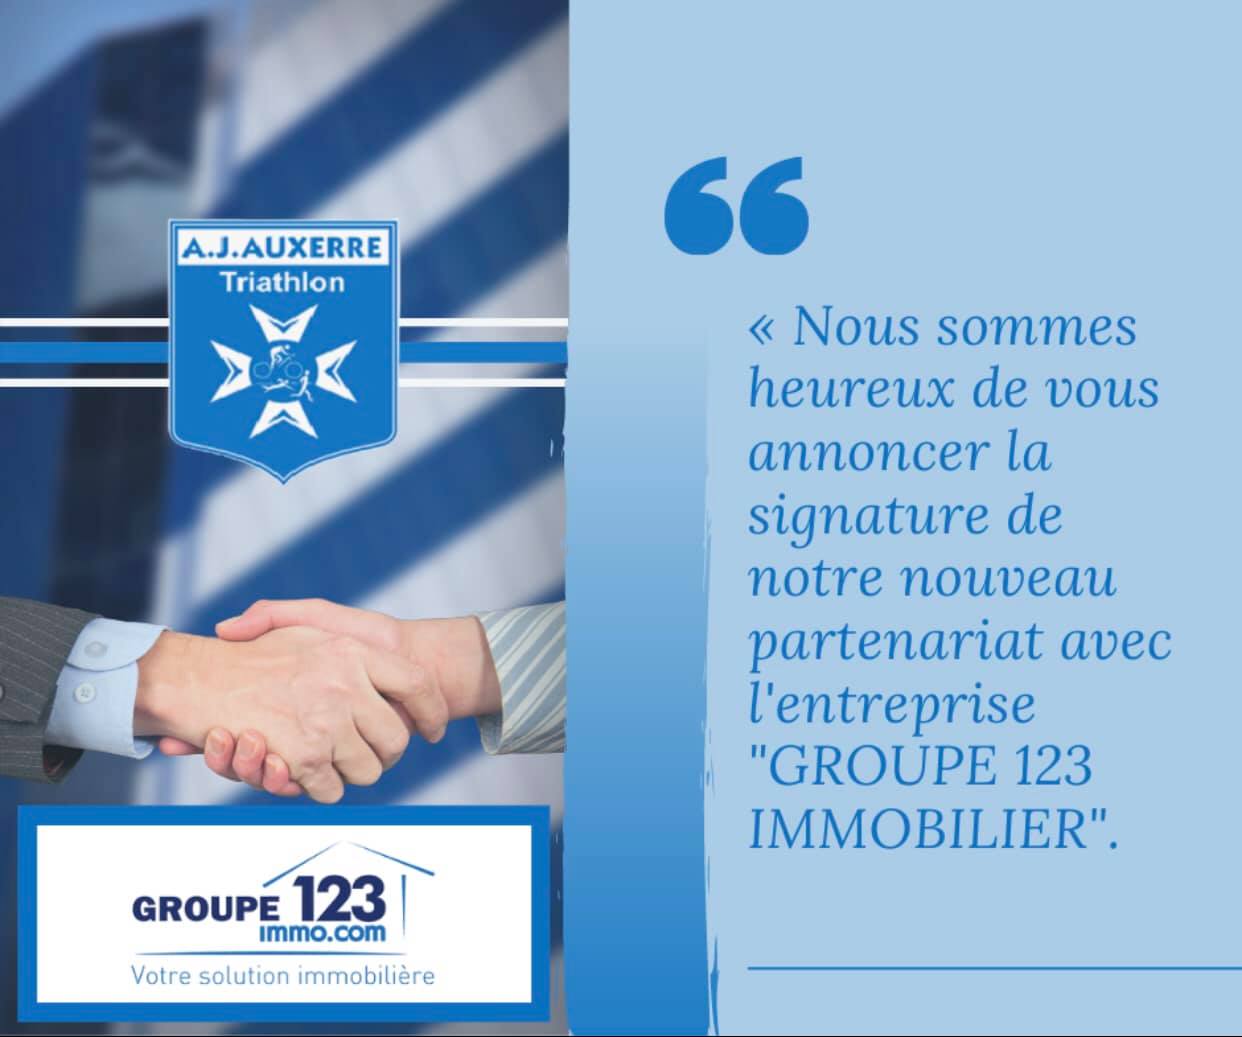 A.J.AUXERRE
Triathlon
GROUPE 123
immo.com
Votre solution immobilière
« Nous sommes
heureux de vous
annoncer la
signature de
notre nouveau
partenariat avec
l'entreprise
"GROUPE 123
IMMOBILIER".